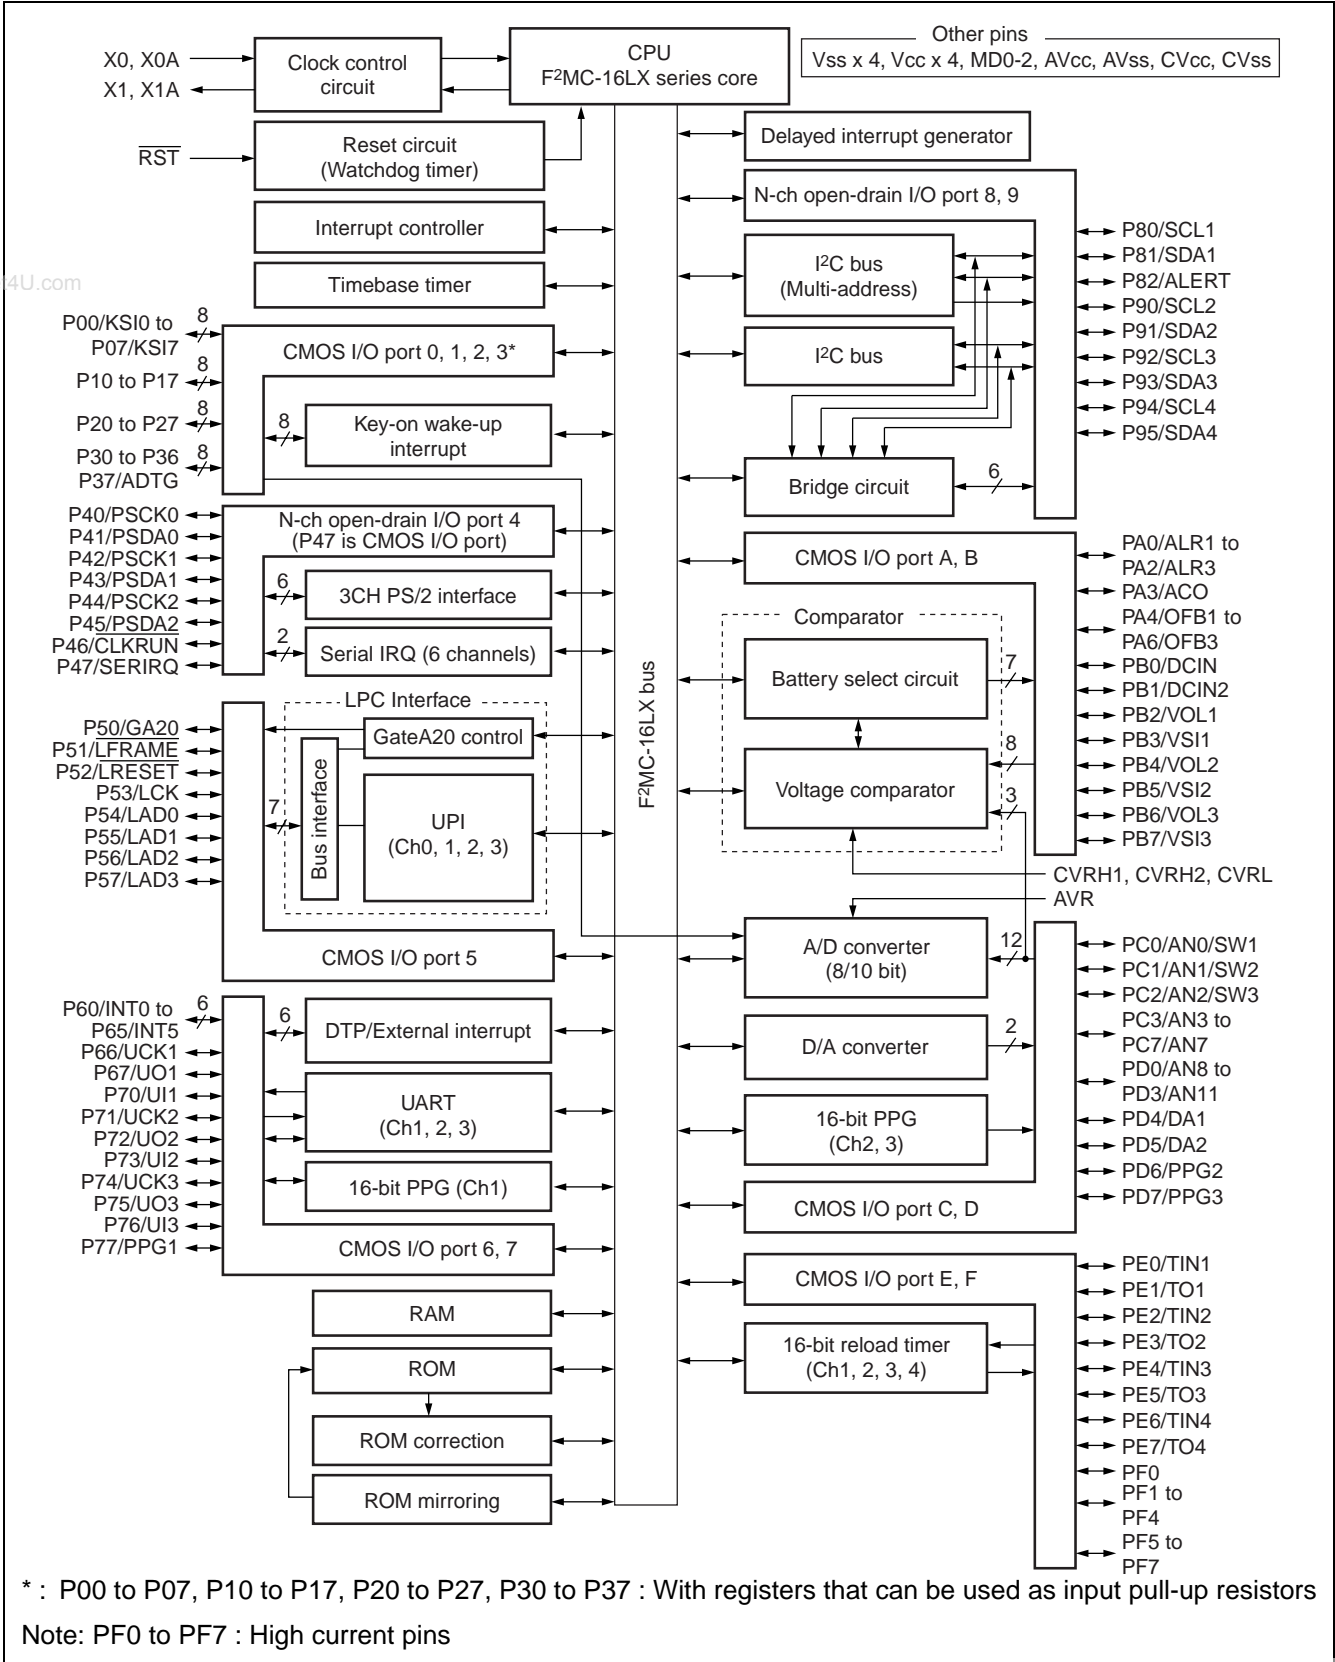 X0, X0A
X1, X1A
Clock control
circuit
CPU
F²MC-16LX series core
Other pins
Vss x 4, Vcc x 4, MD0-2, AVcc, AVss, CVcc, CVss
RST
Reset circuit
(Watchdog timer)
Interrupt controller
Timebase timer
t4U.com
P00/KSI0 to
P07/KSI7
8
P10 to P17
8
P20 to P27
8
P30 to P36
P37/ADTG
8
CMOS I/O port 0, 1, 2, 3*
8
Key-on wake-up
interrupt
P40/PSCK0
P41/PSDA0
P42/PSCK1
P43/PSDA1
P44/PSCK2
P45/PSDA2
P46/CLKRUN
P47/SERIRQ
N-ch open-drain I/O port 4
(P47 is CMOS I/O port)
6
3CH PS/2 interface
2
Serial IRQ (6 channels)
LPC Interface
P50/GA20
P51/LFRAME
P52/LRESET
P53/LCK
P54/LAD0
P55/LAD1
P56/LAD2
P57/LAD3
GateA20 control
7
Bus interface
UPI
(Ch0, 1, 2, 3)
CMOS I/O port 5
P60/INT0 to
P65/INT5
6
P66/UCK1
P67/UO1
P70/UI1
P71/UCK2
P72/UO2
P73/UI2
P74/UCK3
P75/UO3
P76/UI3
P77/PPG1
6
DTP/External interrupt
UART
(Ch1, 2, 3)
16-bit PPG (Ch1)
CMOS I/O port 6, 7
RAM
ROM
ROM correction
ROM mirroring
F²MC-16LX bus
Delayed interrupt generator
N-ch open-drain I/O port 8, 9
I²C bus
(Multi-address)
I²C bus
Bridge circuit
6
P80/SCL1
P81/SDA1
P82/ALERT
P90/SCL2
P91/SDA2
P92/SCL3
P93/SDA3
P94/SCL4
P95/SDA4
CMOS I/O port A, B
Comparator
Battery select circuit
7
Voltage comparator
8
3
PA0/ALR1 to
PA2/ALR3
PA3/ACO
PA4/OFB1 to
PA6/OFB3
PB0/DCIN
PB1/DCIN2
PB2/VOL1
PB3/VSI1
PB4/VOL2
PB5/VSI2
PB6/VOL3
PB7/VSI3
CVRH1, CVRH2, CVRL
AVR
A/D converter
(8/10 bit)
12
D/A converter
2
16-bit PPG
(Ch2, 3)
CMOS I/O port C, D
PC0/AN0/SW1
PC1/AN1/SW2
PC2/AN2/SW3
PC3/AN3 to
PC7/AN7
PD0/AN8 to
PD3/AN11
PD4/DA1
PD5/DA2
PD6/PPG2
PD7/PPG3
CMOS I/O port E, F
16-bit reload timer
(Ch1, 2, 3, 4)
PE0/TIN1
PE1/TO1
PE2/TIN2
PE3/TO2
PE4/TIN3
PE5/TO3
PE6/TIN4
PE7/TO4
PF0
PF1 to
PF4
PF5 to
PF7
* : P00 to P07, P10 to P17, P20 to P27, P30 to P37 : With registers that can be used as input pull-up resistors
Note: PF0 to PF7 : High current pins